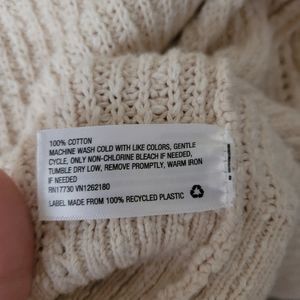 100% COTTON
MACHINE WASH COLD WITH LIKE COLORS, GENTLE
CYCLE, ONLY NON-CHLORINE BLEACH IF NEEDED,
TUMBLE DRY LOW, REMOVE PROMPTLY, WARM IRON
IF NEEDED
RN17730 VN1262180
LABEL MADE FROM 100% RECYCLED PLASTIC